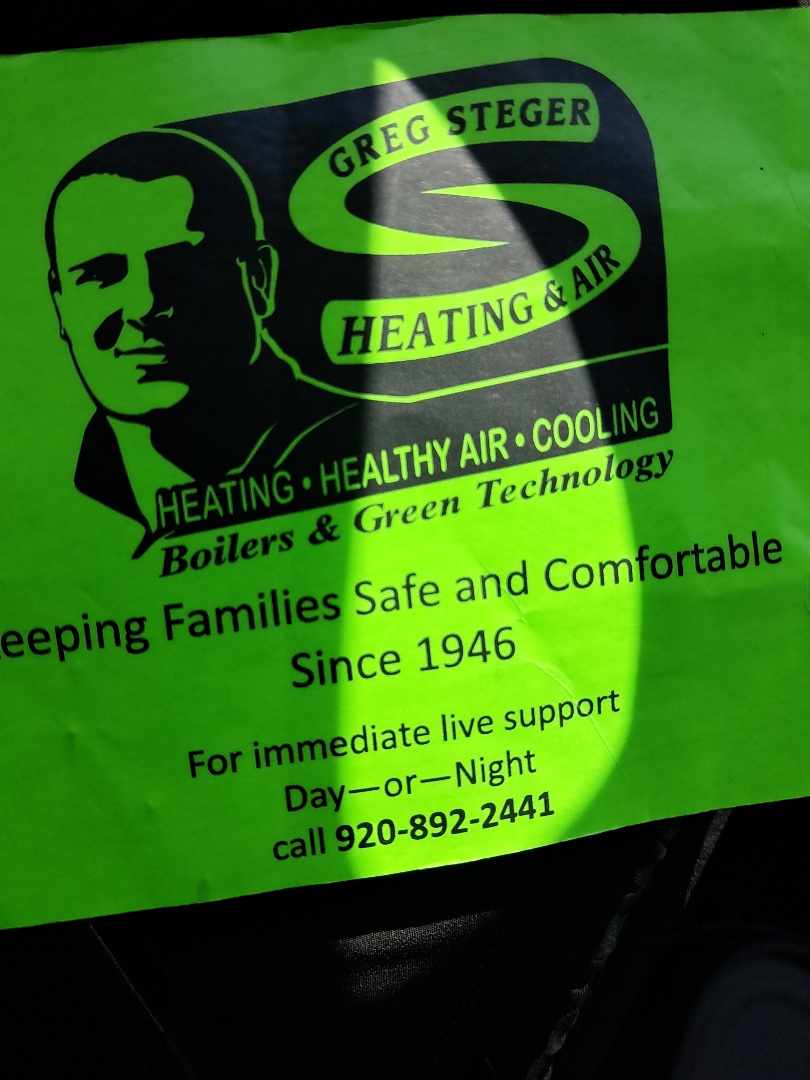 GREG STEGER
HEATING & AIR
HEATING • HEALTHY AIR • COOLING
Boilers & Green Technology
eeping Families Safe and Comfortable
Since 1946
For immediate live support
Day—or—Night
call 920-892-2441